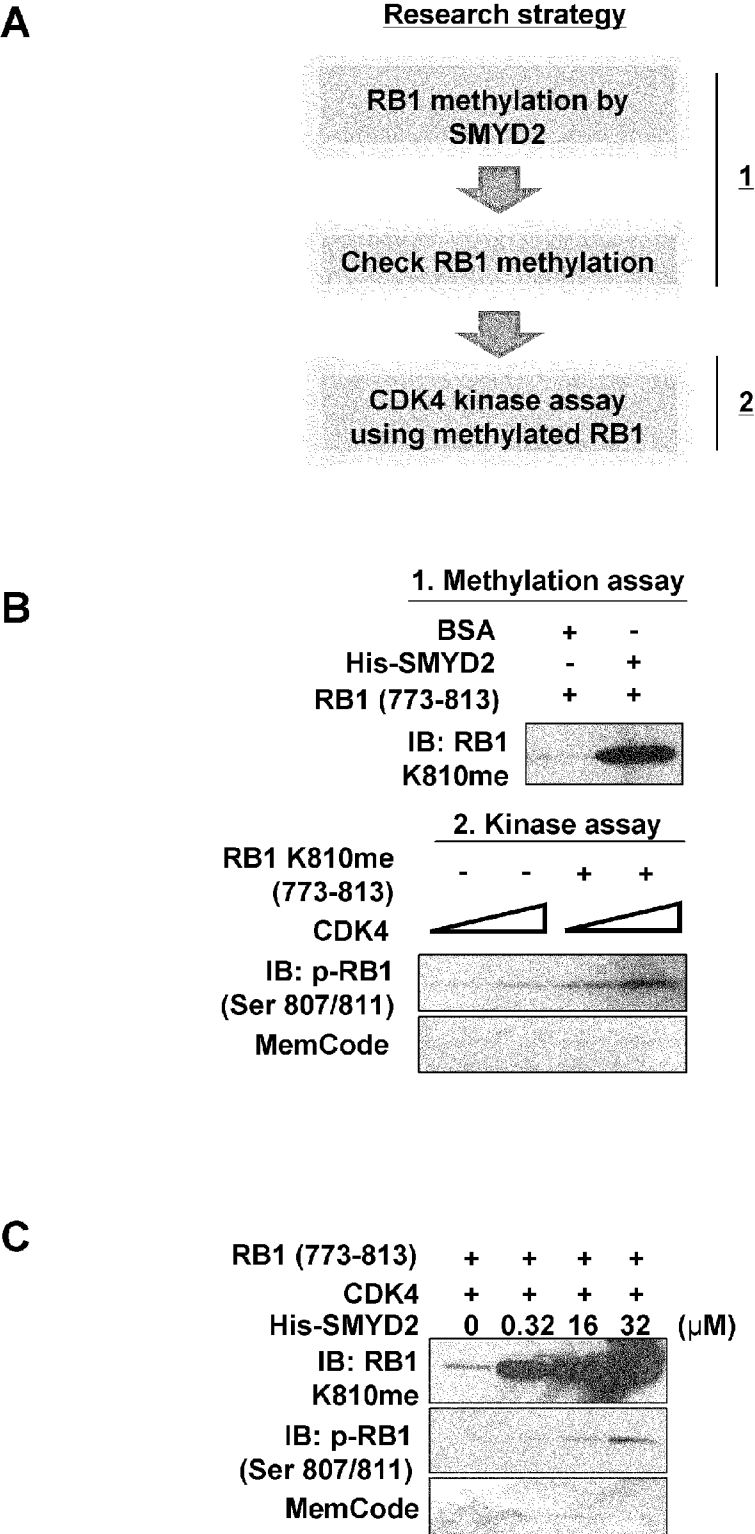 A
Research strategy
RB1 methylation by
SMYD2
1
Check RB1 methylation
CDK4 kinase assay
using methylated RB1
2
B
1. Methylation assay
BSA + -
His-SMYD2 - +
RB1 (773-813) + +
IB: RB1
K810me
2. Kinase assay
RB1 K810me - - + +
(773-813)
CDK4
IB: p-RB1
(Ser 807/811)
MemCode
C
RB1 (773-813) + + + +
CDK4 + + + +
His-SMYD2 0 0.32 16 32 (μM)
IB: RB1
K810me
IB: p-RB1
(Ser 807/811)
MemCode